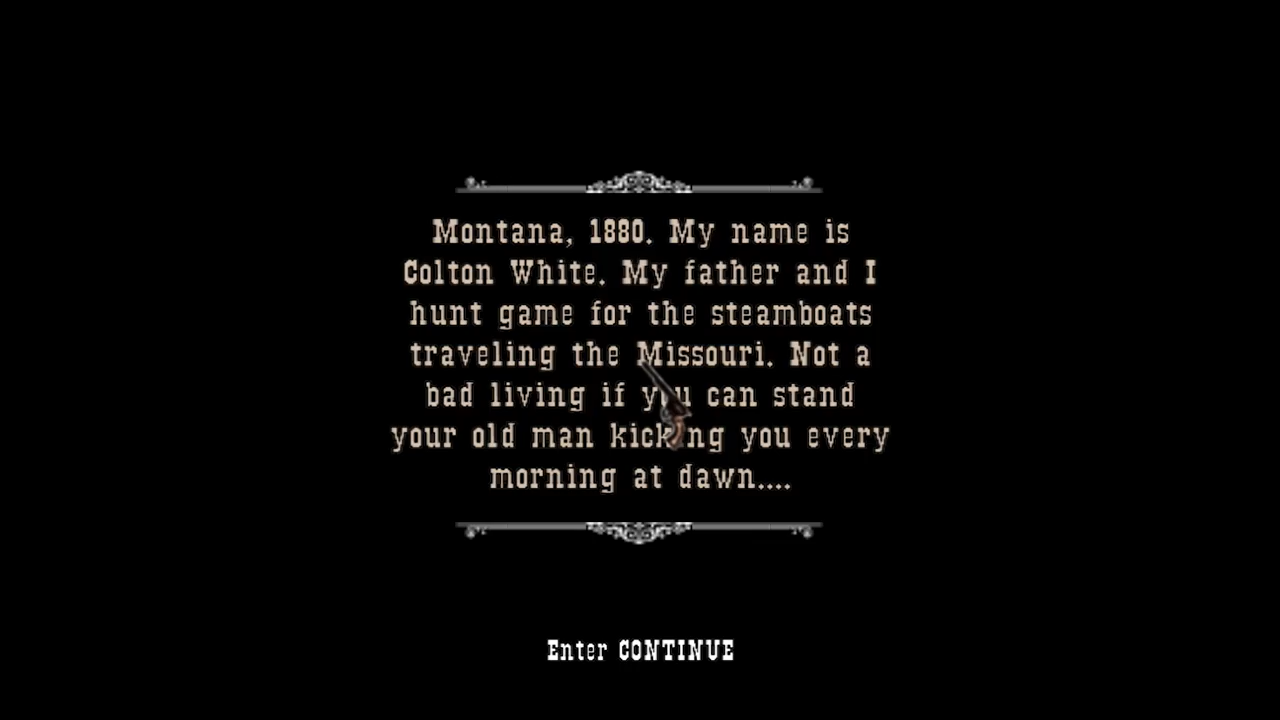 Montana, 1880. My name is
Colton White. My father and I
hunt game for the steamboats
traveling the Missouri. Not a
bad living if you can stand
your old man kicking you every
morning at dawn....
Enter CONTINUE